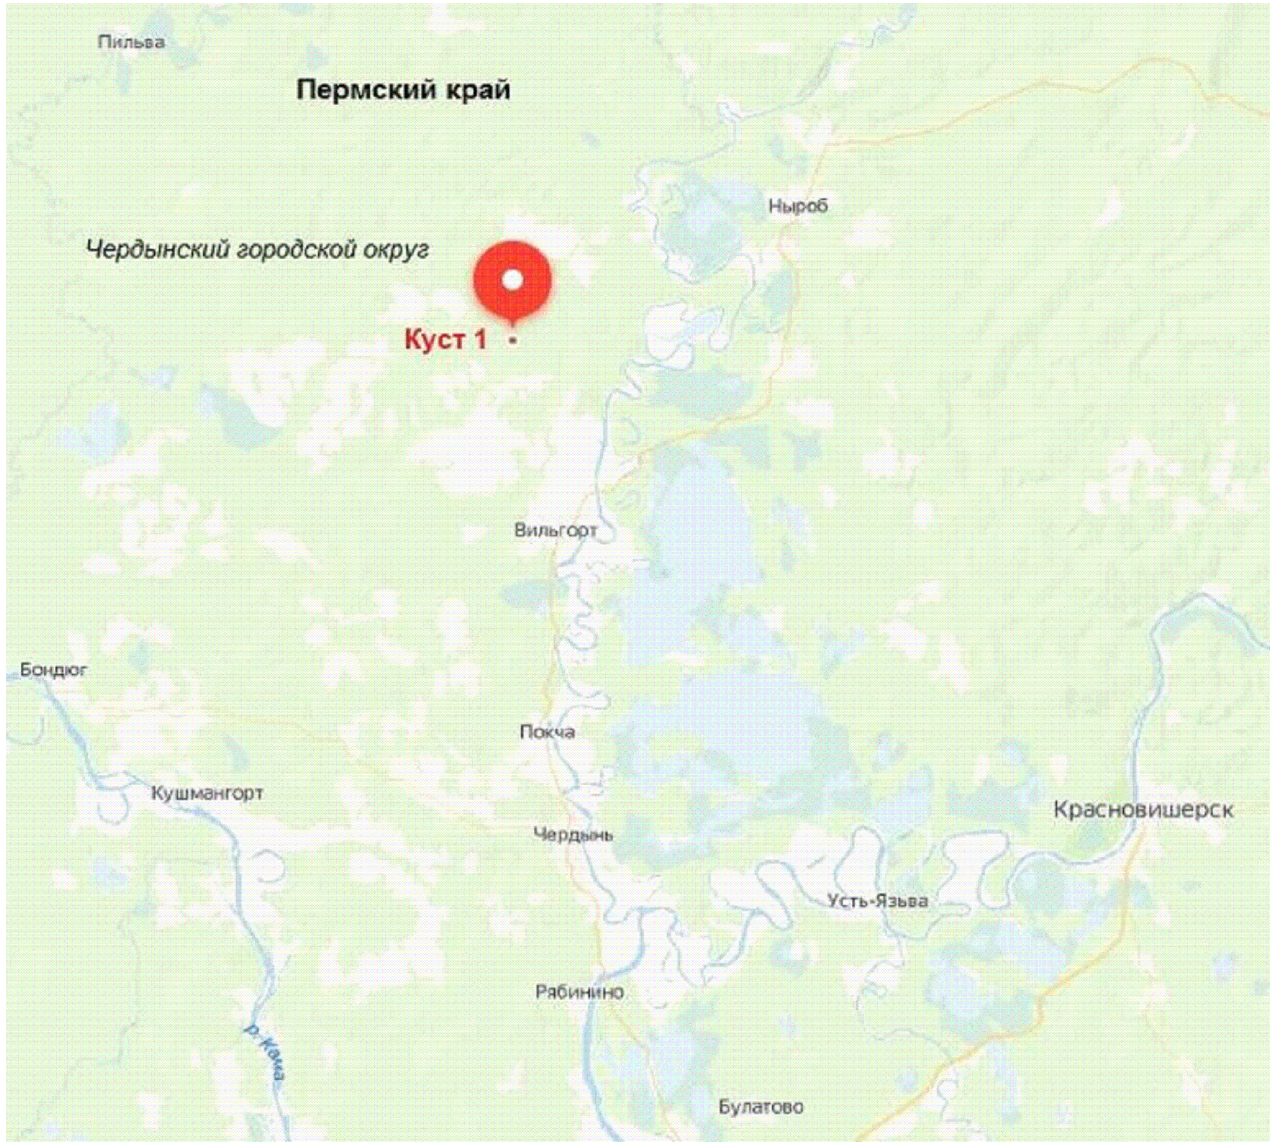 Пильва
Пермский край
Ныроб
Чердынский городской округ
Куст 1
Вильгорт
Бондюг
Покча
Кушмангорт
Красновишерск
Чердынь
Усть-Язьва
Рябинино
р. Кама
Булатово